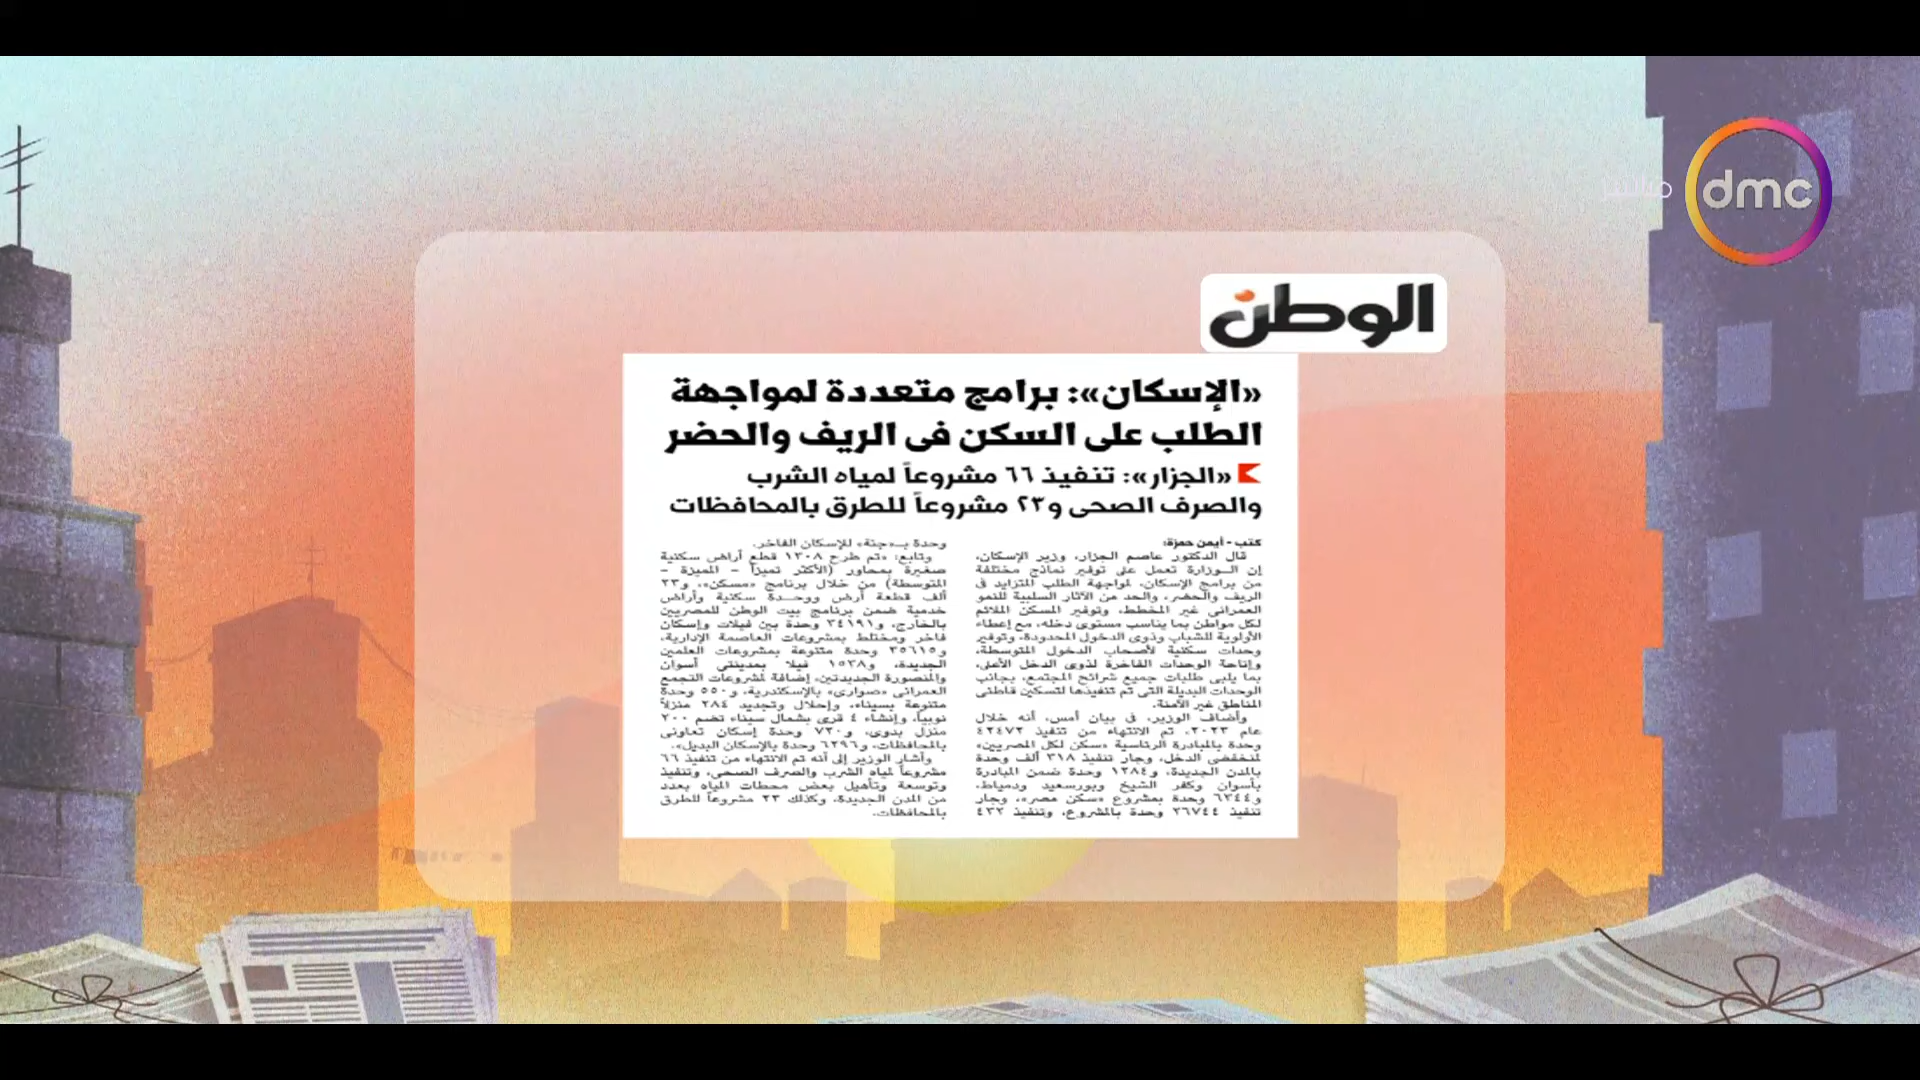 dmc
مباشر
الوطن
«الإسكان»: برامج متعددة لمواجهة
الطلب على السكن فى الريف والحضر
«الجزار»: تنفيذ ٦٦ مشروعاً لمياه الشرب
والصرف الصحى و٢٣ مشروعاً للطرق بالمحافظات
كتب - أيمن حمزة:
قال الدكتور عاصم الجزار، وزير الإسكان،
إن الـوزارة تعمل على توفير نماذج مختلفة
من برامج الإسكان، لمواجهة الطلب المتزايد فى
الريف والحضر، والحد من الآثار السلبية للنمو
العمرانى غير المخطط، وتوفير المسكن الملائم
لكل مواطن بما يناسب مستوى دخله، مع إعطاء
الأولوية للشباب وذوى الدخول المحدودة، وتوفير
وحدات سكنية لأصحاب الدخول المتوسطة،
وإتاحة الوحدات الفاخرة لذوى الدخل الأعلى،
بما يلبى طلبات جميع شرائح المجتمع، بجانب
الوحدات البديلة التى تم تنفيذها لتسكين قاطنى
المناطق غير الآمنة.
وأضاف الوزير، فى بيان أمس، أنه خلال
عام ٢٠٢٣، تم الانتهاء من تنفيذ ٤٢٤٧٢
وحدة بالمبادرة الرئاسية «سكن لكل المصريين»
لمنخفضى الدخل، وجار تنفيذ ٣١٨ ألف وحدة
بالمدن الجديدة، و١٢٨٤ وحدة ضمن المبادرة
بأسوان وكفر الشيخ وبورسعيد ودمياط،
و٦٣٤٤ وحدة بمشروع «سكن مصر»، وجار
تنفيذ ٢٦٧٤٤ وحدة بالمشروع، وتنفيذ ٤٣٢
وحدة بـ«جنة» للإسكان الفاخر.
وتابع: «تم طرح ١٣٠٨ قطع أراض سكنية
صغيرة بمحاور (الأكثر تميزاً - المميزة -
المتوسطة) من خلال برنامج «مسكن»، و٢٣
ألف قطعة أرض ووحـدة سكنية وأراض
خدمية ضمن برنامج بيت الوطن للمصريين
بالخارج، و٣٤١٩١ وحدة بين فيلات وإسكان
فاخر ومختلط بمشروعات العاصمة الإدارية،
و٣٥٦١٥ وحدة متنوعة بمشروعات العلمين
الجديدة، و١٥٣٨ فيلا بمدينتى أسوان
والمنصورة الجديدتين، إضافة لمشروعات التجمع
العمرانى «صوارى» بالإسكندرية، و٥٥٠ وحدة
متنوعة بسيناء، وإحلال وتجديد ٢٨٤ منزلاً
نوبياً، وإنشاء ٤ قرى بشمال سيناء تضم ٢٠٠
منزل بدوى، و٧٢٠ وحدة إسكان تعاونى
بالمحافظات، و٦٢٩٦ وحدة بالإسكان البديل».
وأشار الوزير إلى أنه تم الانتهاء من تنفيذ ٦٦
مشروعاً لمياه الشرب والصرف الصحى، وتنفيذ
وتوسعة وتأهيل بعض محطات المياه بعدد
من المدن الجديدة، وكذلك ٢٣ مشروعاً للطرق
بالمحافظات.